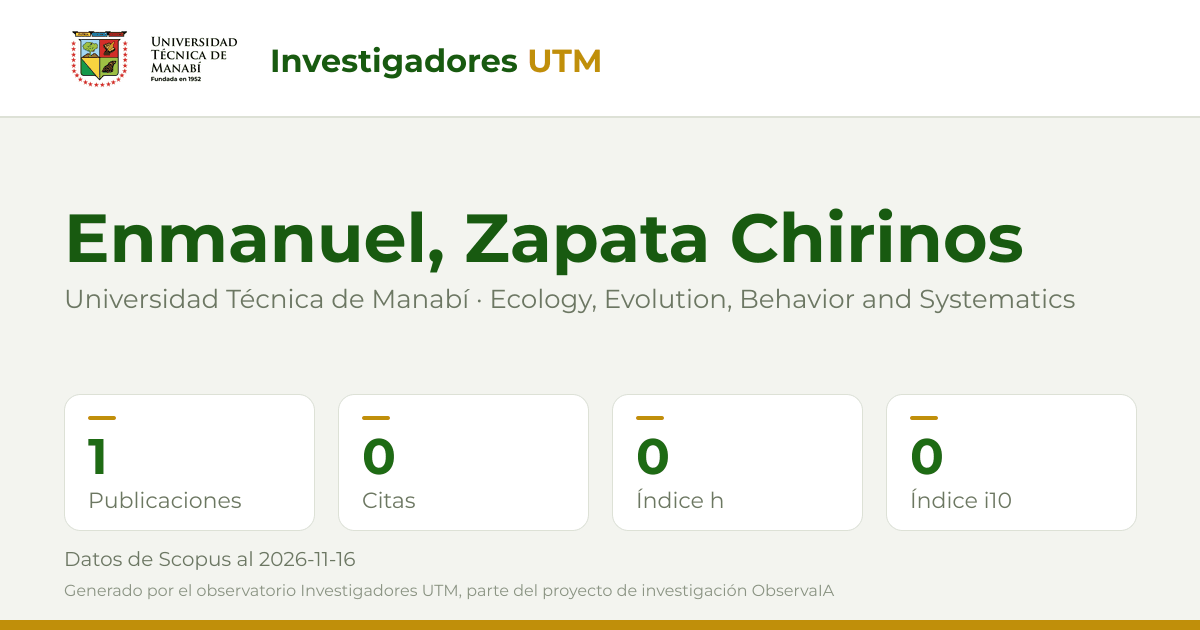 UNIVERSIDAD
TÉCNICA DE
MANABÍ
Fundada en 1952
Investigadores UTM
Enmanuel, Zapata Chirinos
Universidad Técnica de Manabí · Ecology, Evolution, Behavior and Systematics
1
Publicaciones
0
Citas
0
Índice h
0
Índice i10
Datos de Scopus al 2026-11-16
Generado por el observatorio Investigadores UTM, parte del proyecto de investigación ObservaIA